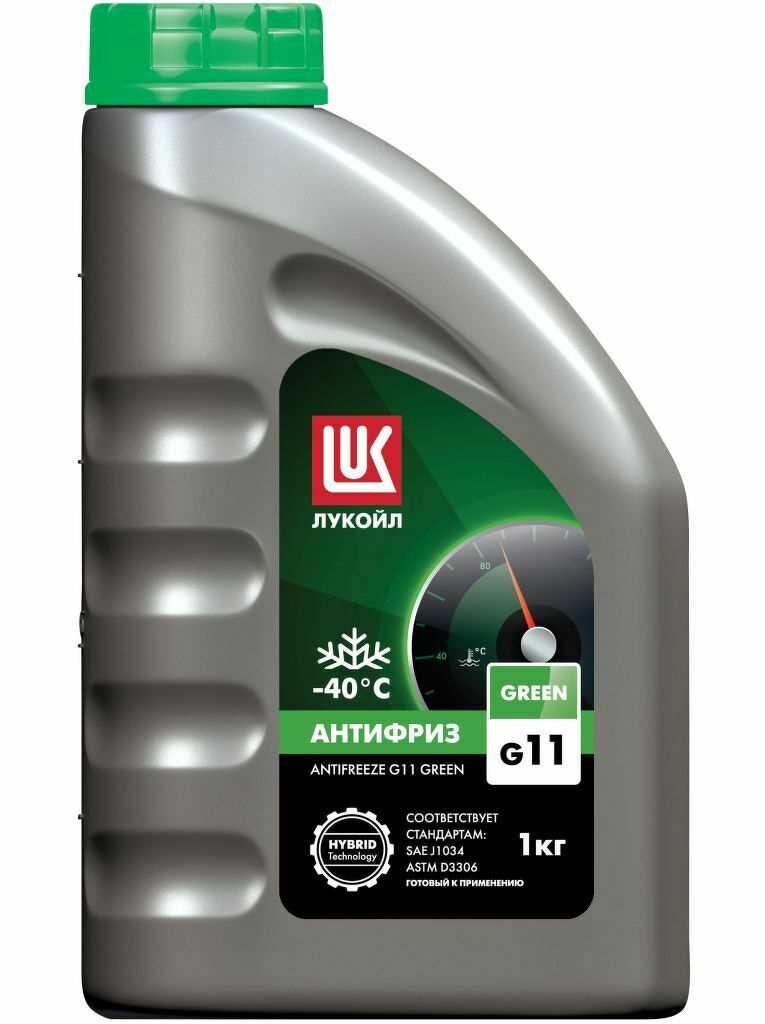 LUK
ЛУКОЙЛ
80
40
°C
-40°C
GREEN
G11
АНТИФРИЗ
ANTIFREEZE G11 GREEN
HYBRID
Technology
СООТВЕТСТВУЕТ
СТАНДАРТАМ:
SAE J1034
ASTM D3306
ГОТОВЫЙ К ПРИМЕНЕНИЮ
1кг